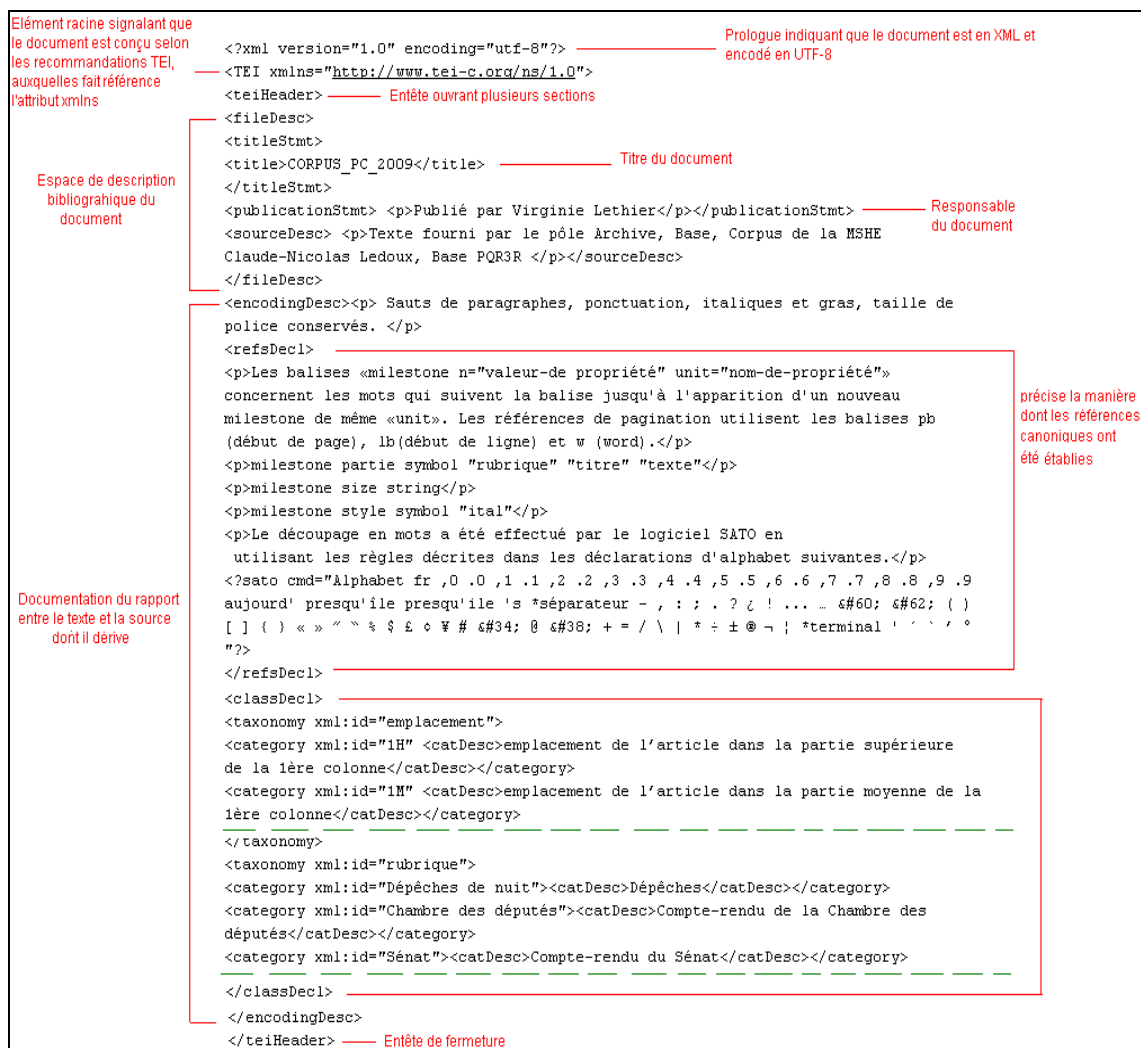 Elément racine signalant que
le document est conçu selon
les recommandations TEI,
auxquelles fait référence
l'attribut xmlns
<?xml version="1.0" encoding="utf-8"?>
Prologue indiquant que le document est en XML et
encodé en UTF-8
<TEI xmlns="http://www.tei-c.org/ns/1.0">
<teiHeader>
Entête ouvrant plusieurs sections
<fileDesc>
<titleStmt>
<title>CORPUS_PC_2009</title>
Titre du document
</titleStmt>
Espace de description
bibliograhique du
document
<publicationStmt> <p>Publié par Virginie Lethier</p></publicationStmt>
Responsable
du document
<sourceDesc> <p>Texte fourni par le pôle Archive, Base, Corpus de la MSHE
Claude-Nicolas Ledoux, Base PQR3R </p></sourceDesc>
</fileDesc>
<encodingDesc><p> Sauts de paragraphes, ponctuation, italiques et gras, taille de
police conservés. </p>
<refsDecl>
<p>Les balises «milestone n="valeur-de propriété" unit="nom-de-propriété"»
concernent les mots qui suivent la balise jusqu'à l'apparition d'un nouveau
milestone de même «unit». Les références de pagination utilisent les balises pb
(début de page), lb(début de ligne) et w (word).</p>
précise la manière
dont les références
canoniques ont
été établies
<p>milestone partie symbol "rubrique" "titre" "texte"</p>
<p>milestone size string</p>
<p>milestone style symbol "ital"</p>
<p>Le découpage en mots a été effectué par le logiciel SATO en
utilisant les règles décrites dans les déclarations d'alphabet suivantes.</p>
<?sato cmd="Alphabet fr ,0 .0 ,1 .1 ,2 .2 ,3 .3 ,4 .4 ,5 .5 ,6 .6 ,7 .7 ,8 .8 ,9 .9
aujourd' presqu'île presqu'ile 's *séparateur - , : ; . ? ¿ ! ... … &#60; &#62; ( )
[ ] { } « » ” “ % $ £ ¢ ¥ # &#34; @ &#38; + = / \ | * ÷ ± ® ¬ ¦ *terminal ' ´ ` ’ °
"?>
Documentation du rapport
entre le texte et la source
dont il dérive
</refsDecl>
<classDecl>
<taxonomy xml:id="emplacement">
<category xml:id="1H" <catDesc>emplacement de l’article dans la partie supérieure
de la 1ère colonne</catDesc></category>
<category xml:id="1M" <catDesc>emplacement de l’article dans la partie moyenne de la
1ère colonne</catDesc></category>
</taxonomy>
<taxonomy xml:id="rubrique">
<category xml:id="Dépêches de nuit"><catDesc>Dépêches</catDesc></category>
<category xml:id="Chambre des députés"><catDesc>Compte-rendu de la Chambre des
députés</catDesc></category>
<category xml:id="Sénat"><catDesc>Compte-rendu du Sénat</catDesc></category>
</classDecl>
</encodingDesc>
</teiHeader>
Entête de fermeture